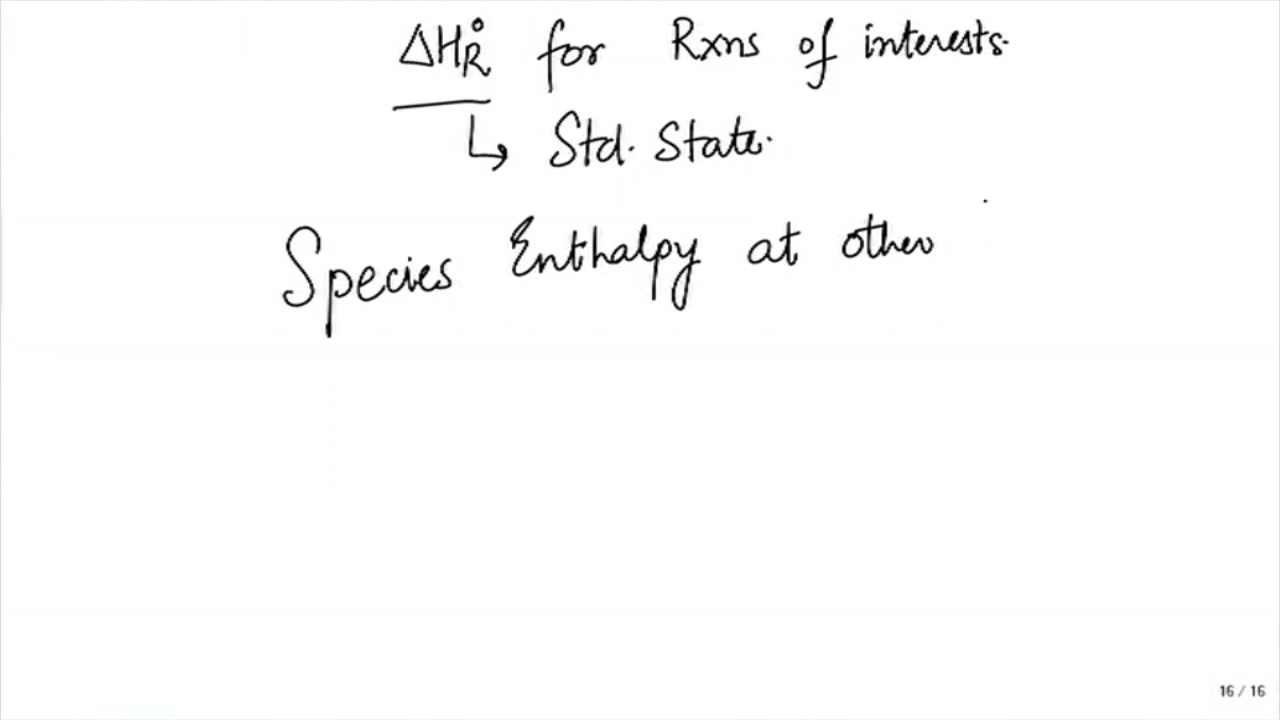 ΔH°R for Rxns of interests.
↳ Std. State.
Species Enthalpy at other
16 / 16